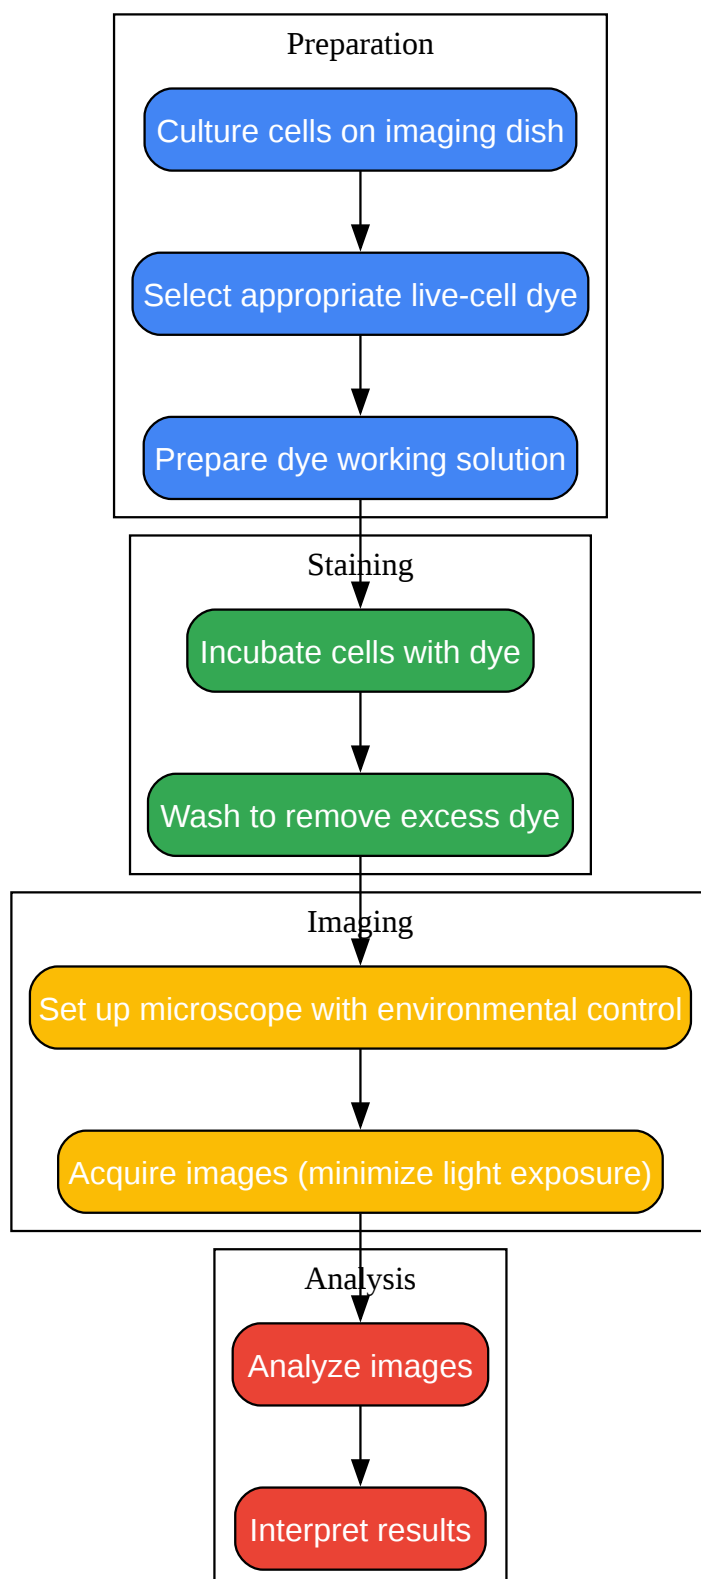 Preparation
Culture cells on imaging dish
Select appropriate live-cell dye
Prepare dye working solution
Staining
Incubate cells with dye
Wash to remove excess dye
Imaging
Set up microscope with environmental control
Acquire images (minimize light exposure)
Analysis
Analyze images
Interpret results